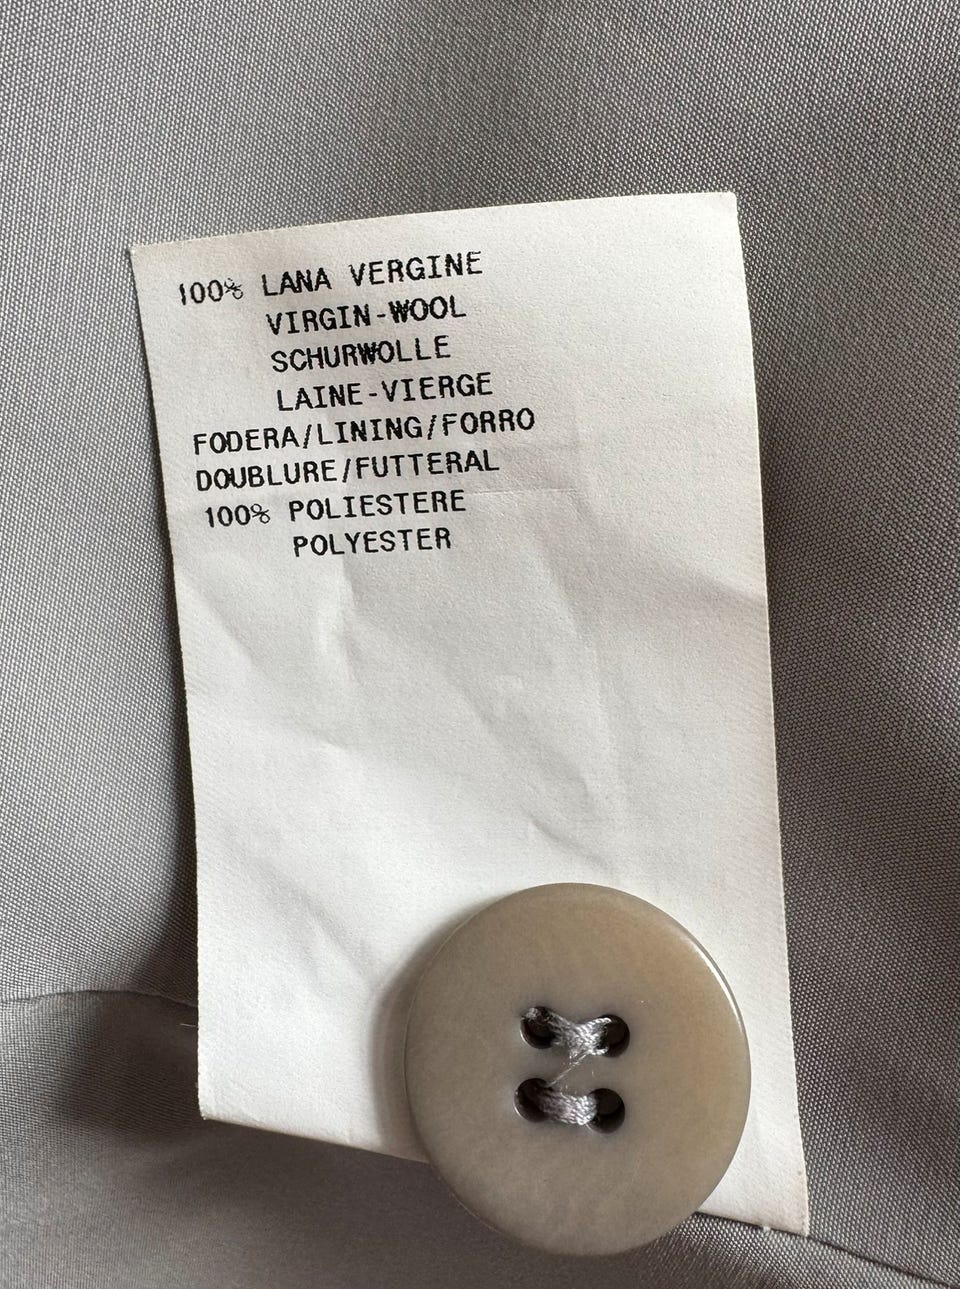 100% LANA VERGINE
VIRGIN-WOOL
SCHURWOLLE
LAINE-VIERGE
FODERA/LINING/FORRO
DOUBLURE/FUTTERAL
100% POLIESTERE
POLYESTER